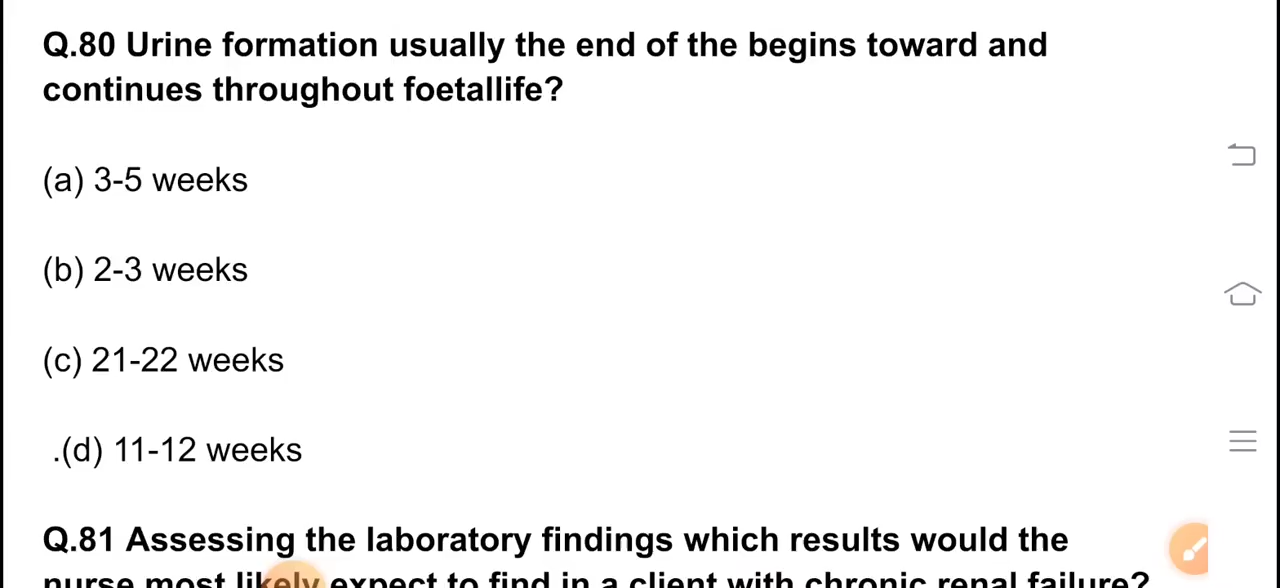 Q.80 Urine formation usually the end of the begins toward and
continues throughout foetallife?
(a) 3-5 weeks
(b) 2-3 weeks
(c) 21-22 weeks
.(d) 11-12 weeks
Q.81 Assessing the laboratory findings which results would the
nurse most likely expect to find in a client with chronic renal failure?